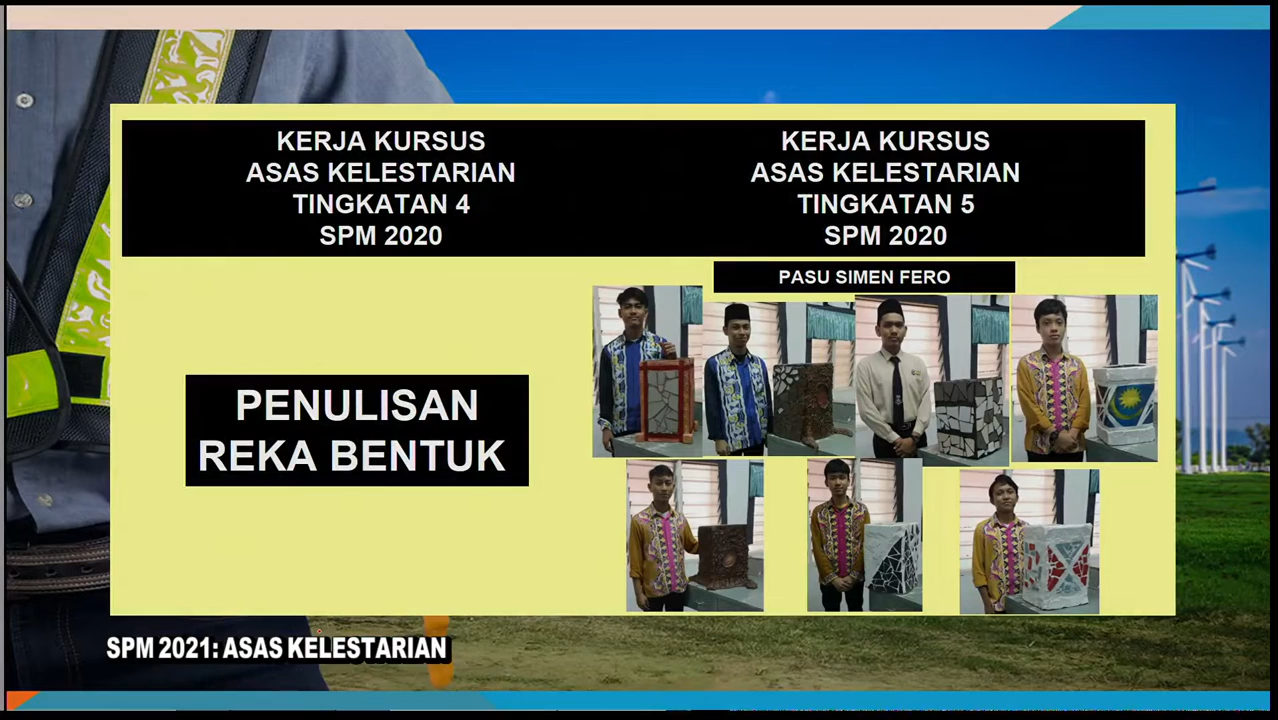 KERJA KURSUS
ASAS KELESTARIAN
TINGKATAN 4
SPM 2020
KERJA KURSUS
ASAS KELESTARIAN
TINGKATAN 5
SPM 2020
PASU SIMEN FERO
PENULISAN
REKA BENTUK
SPM 2021: ASAS KELESTARIAN